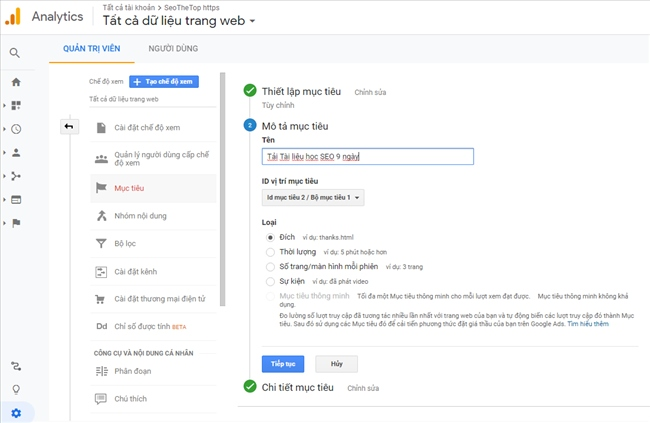 Analytics
Tất cả tài khoản > SeoTheTop https
Tất cả dữ liệu trang web
QUẢN TRỊ VIÊN
NGƯỜI DÙNG
Chế độ xem
+ Tạo chế độ xem
Tất cả dữ liệu trang web
Cài đặt chế độ xem
Quản lý người dùng cấp chế
độ xem
Mục tiêu
Nhóm nội dung
Bộ lọc
Cài đặt kênh
Cài đặt thương mại điện tử
Dd Chỉ số được tính BETA
CÔNG CỤ VÀ NỘI DUNG CÁ NHÂN
Phân đoạn
Chú thích
Thiết lập mục tiêu Chỉnh sửa
Tùy chỉnh
2 Mô tả mục tiêu
Tên
Tải Tài liệu học SEO 9 ngày
ID vị trí mục tiêu
Id mục tiêu 2 / Bộ mục tiêu 1
Loại
Đích ví dụ: thanks.html
Thời lượng ví dụ: 5 phút hoặc hơn
Số trang/màn hình mỗi phiên ví dụ: 3 trang
Sự kiện ví dụ: đã phát video
Mục tiêu thông minh Tối đa một Mục tiêu thông minh cho mỗi lượt xem đạt được. Mục tiêu thông minh không khả
dụng.
Đo lường số lượt truy cập đã tương tác nhiều lần nhất với trang web của bạn và tự động biến các lượt truy cập đó thành Mục
tiêu. Sau đó sử dụng các Mục tiêu đó để cải tiến phương thức đặt giá thầu của bạn trên Google Ads. Tìm hiểu thêm
Tiếp tục
Hủy
Chi tiết mục tiêu Chỉnh sửa